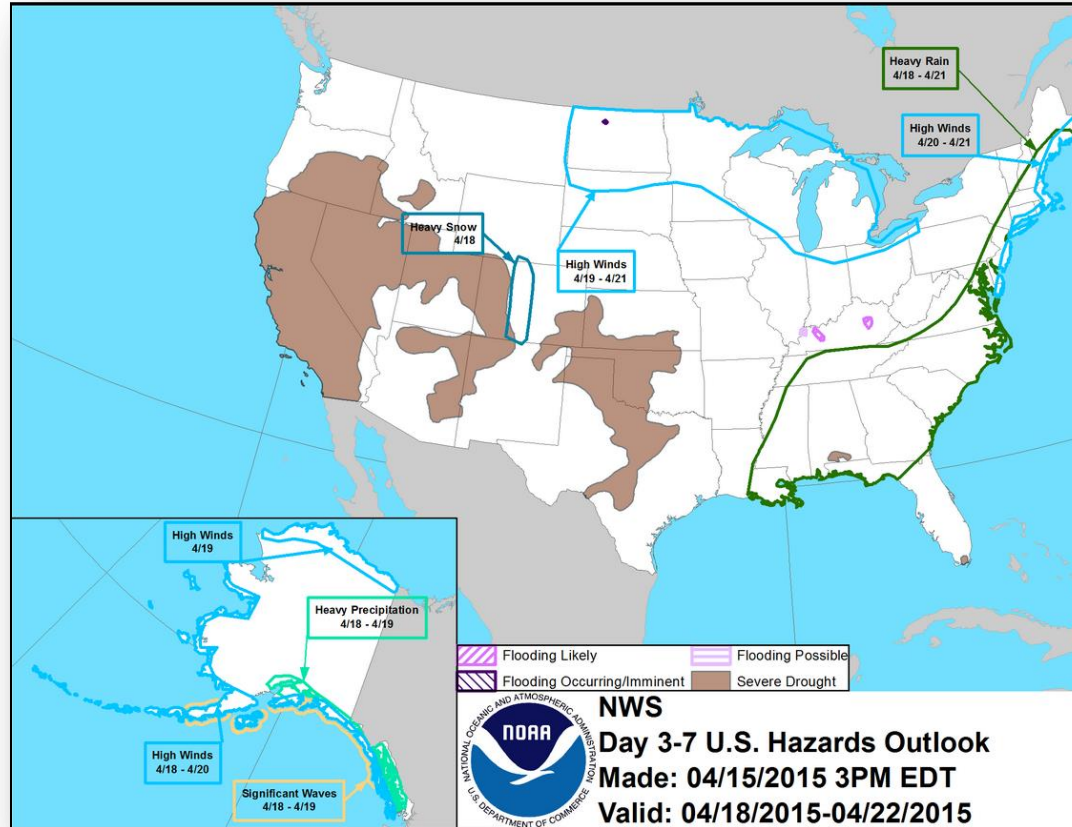 Heavy Rain
4/18 - 4/21
High Winds
4/20 - 4/21
Heavy Snow
4/18
High Winds
4/19 - 4/21
High Winds
4/19
Heavy Precipitation
4/18 - 4/19
High Winds
4/18 - 4/20
Significant Waves
4/18 - 4/19
Flooding Likely
Flooding Possible
Flooding Occurring/Imminent
Severe Drought
NATIONAL OCEANIC AND ATMOSPHERIC ADMINISTRATION
NOAA
U.S. DEPARTMENT OF COMMERCE
NWS
Day 3-7 U.S. Hazards Outlook
Made: 04/15/2015 3PM EDT
Valid: 04/18/2015-04/22/2015